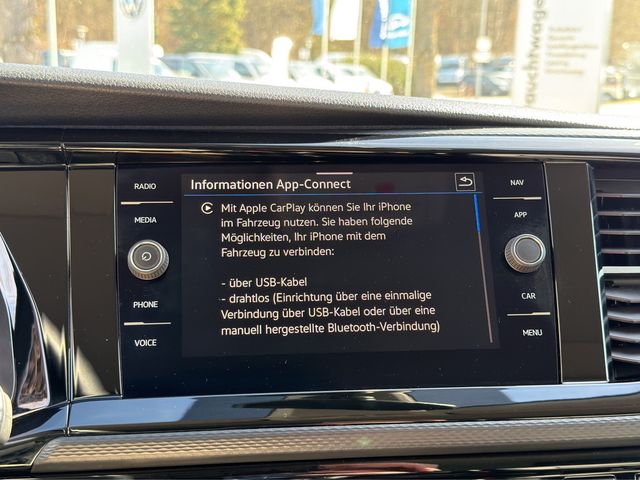 RADIO
MEDIA
PHONE
VOICE
Informationen App-Connect
Mit Apple CarPlay können Sie Ihr iPhone
im Fahrzeug nutzen. Sie haben folgende
Möglichkeiten, Ihr iPhone mit dem
Fahrzeug zu verbinden:
- über USB-Kabel
- drahtlos (Einrichtung über eine einmalige
Verbindung über USB-Kabel oder über eine
manuell hergestellte Bluetooth-Verbindung)
NAV
APP
CAR
MENU